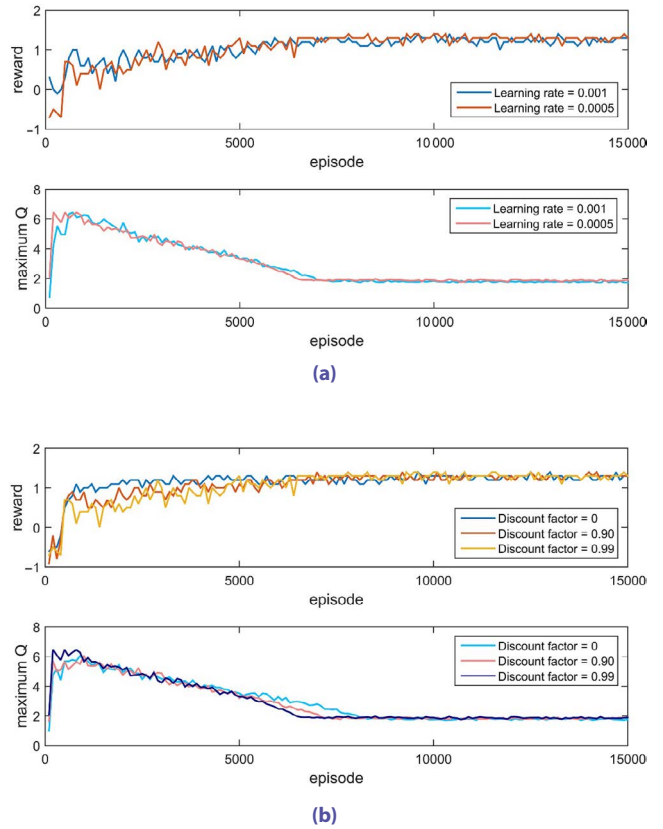 2
1
0
−1
reward
0
5000
10000
15000
episode
Learning rate = 0.001
Learning rate = 0.0005
8
6
4
2
0
maximum Q
0
5000
10000
15000
episode
Learning rate = 0.001
Learning rate = 0.0005
(a)
2
1
0
−1
reward
0
5000
10000
15000
episode
Discount factor = 0
Discount factor = 0.90
Discount factor = 0.99
8
6
4
2
0
maximum Q
0
5000
10000
15000
episode
Discount factor = 0
Discount factor = 0.90
Discount factor = 0.99
(b)